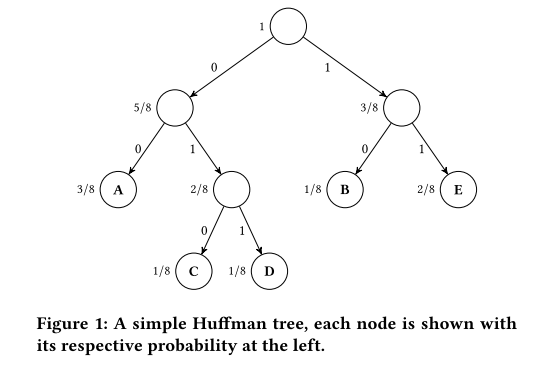 1
0 1
5/8 3/8
0 1 0 1
3/8 A 2/8 1/8 B 2/8 E
0 1
1/8 C 1/8 D
Figure 1: A simple Huffman tree, each node is shown with
its respective probability at the left.